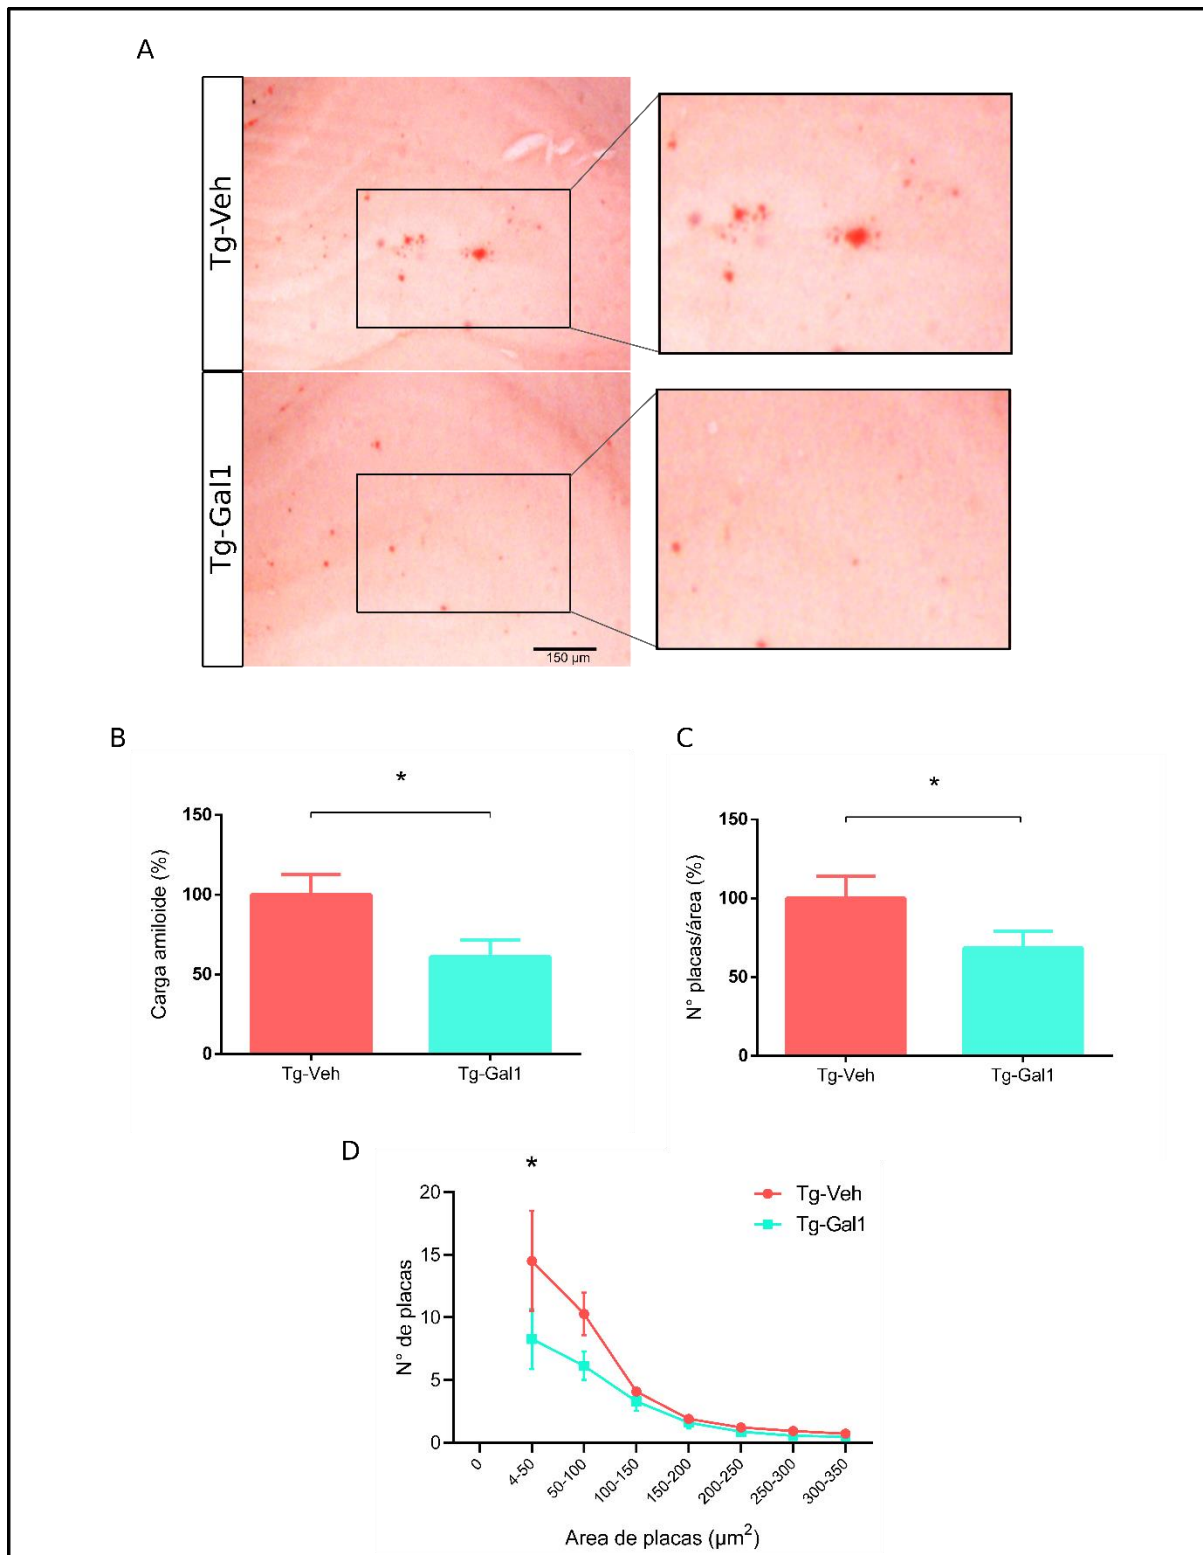 A
Tg-Veh
Tg-Gal1
150 µm
B
*
Carga amiloide (%)
150
100
50
0
Tg-Veh
Tg-Gal1
C
*
N° placas/área (%)
150
100
50
0
Tg-Veh
Tg-Gal1
D
*
Tg-Veh
Tg-Gal1
N° de placas
20
15
10
5
0
0
4-50
50-100
100-150
150-200
200-250
250-300
300-350
Area de placas (µm²)